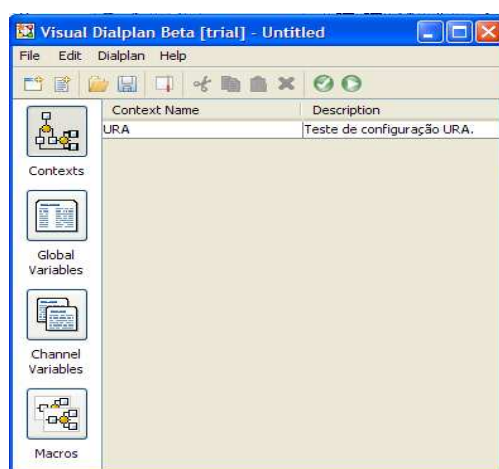 Visual Dialplan Beta [trial] - Untitled
File Edit Dialplan Help
Context Name Description
URA Teste de configuração URA.
Contexts
Global
Variables
Channel
Variables
Macros